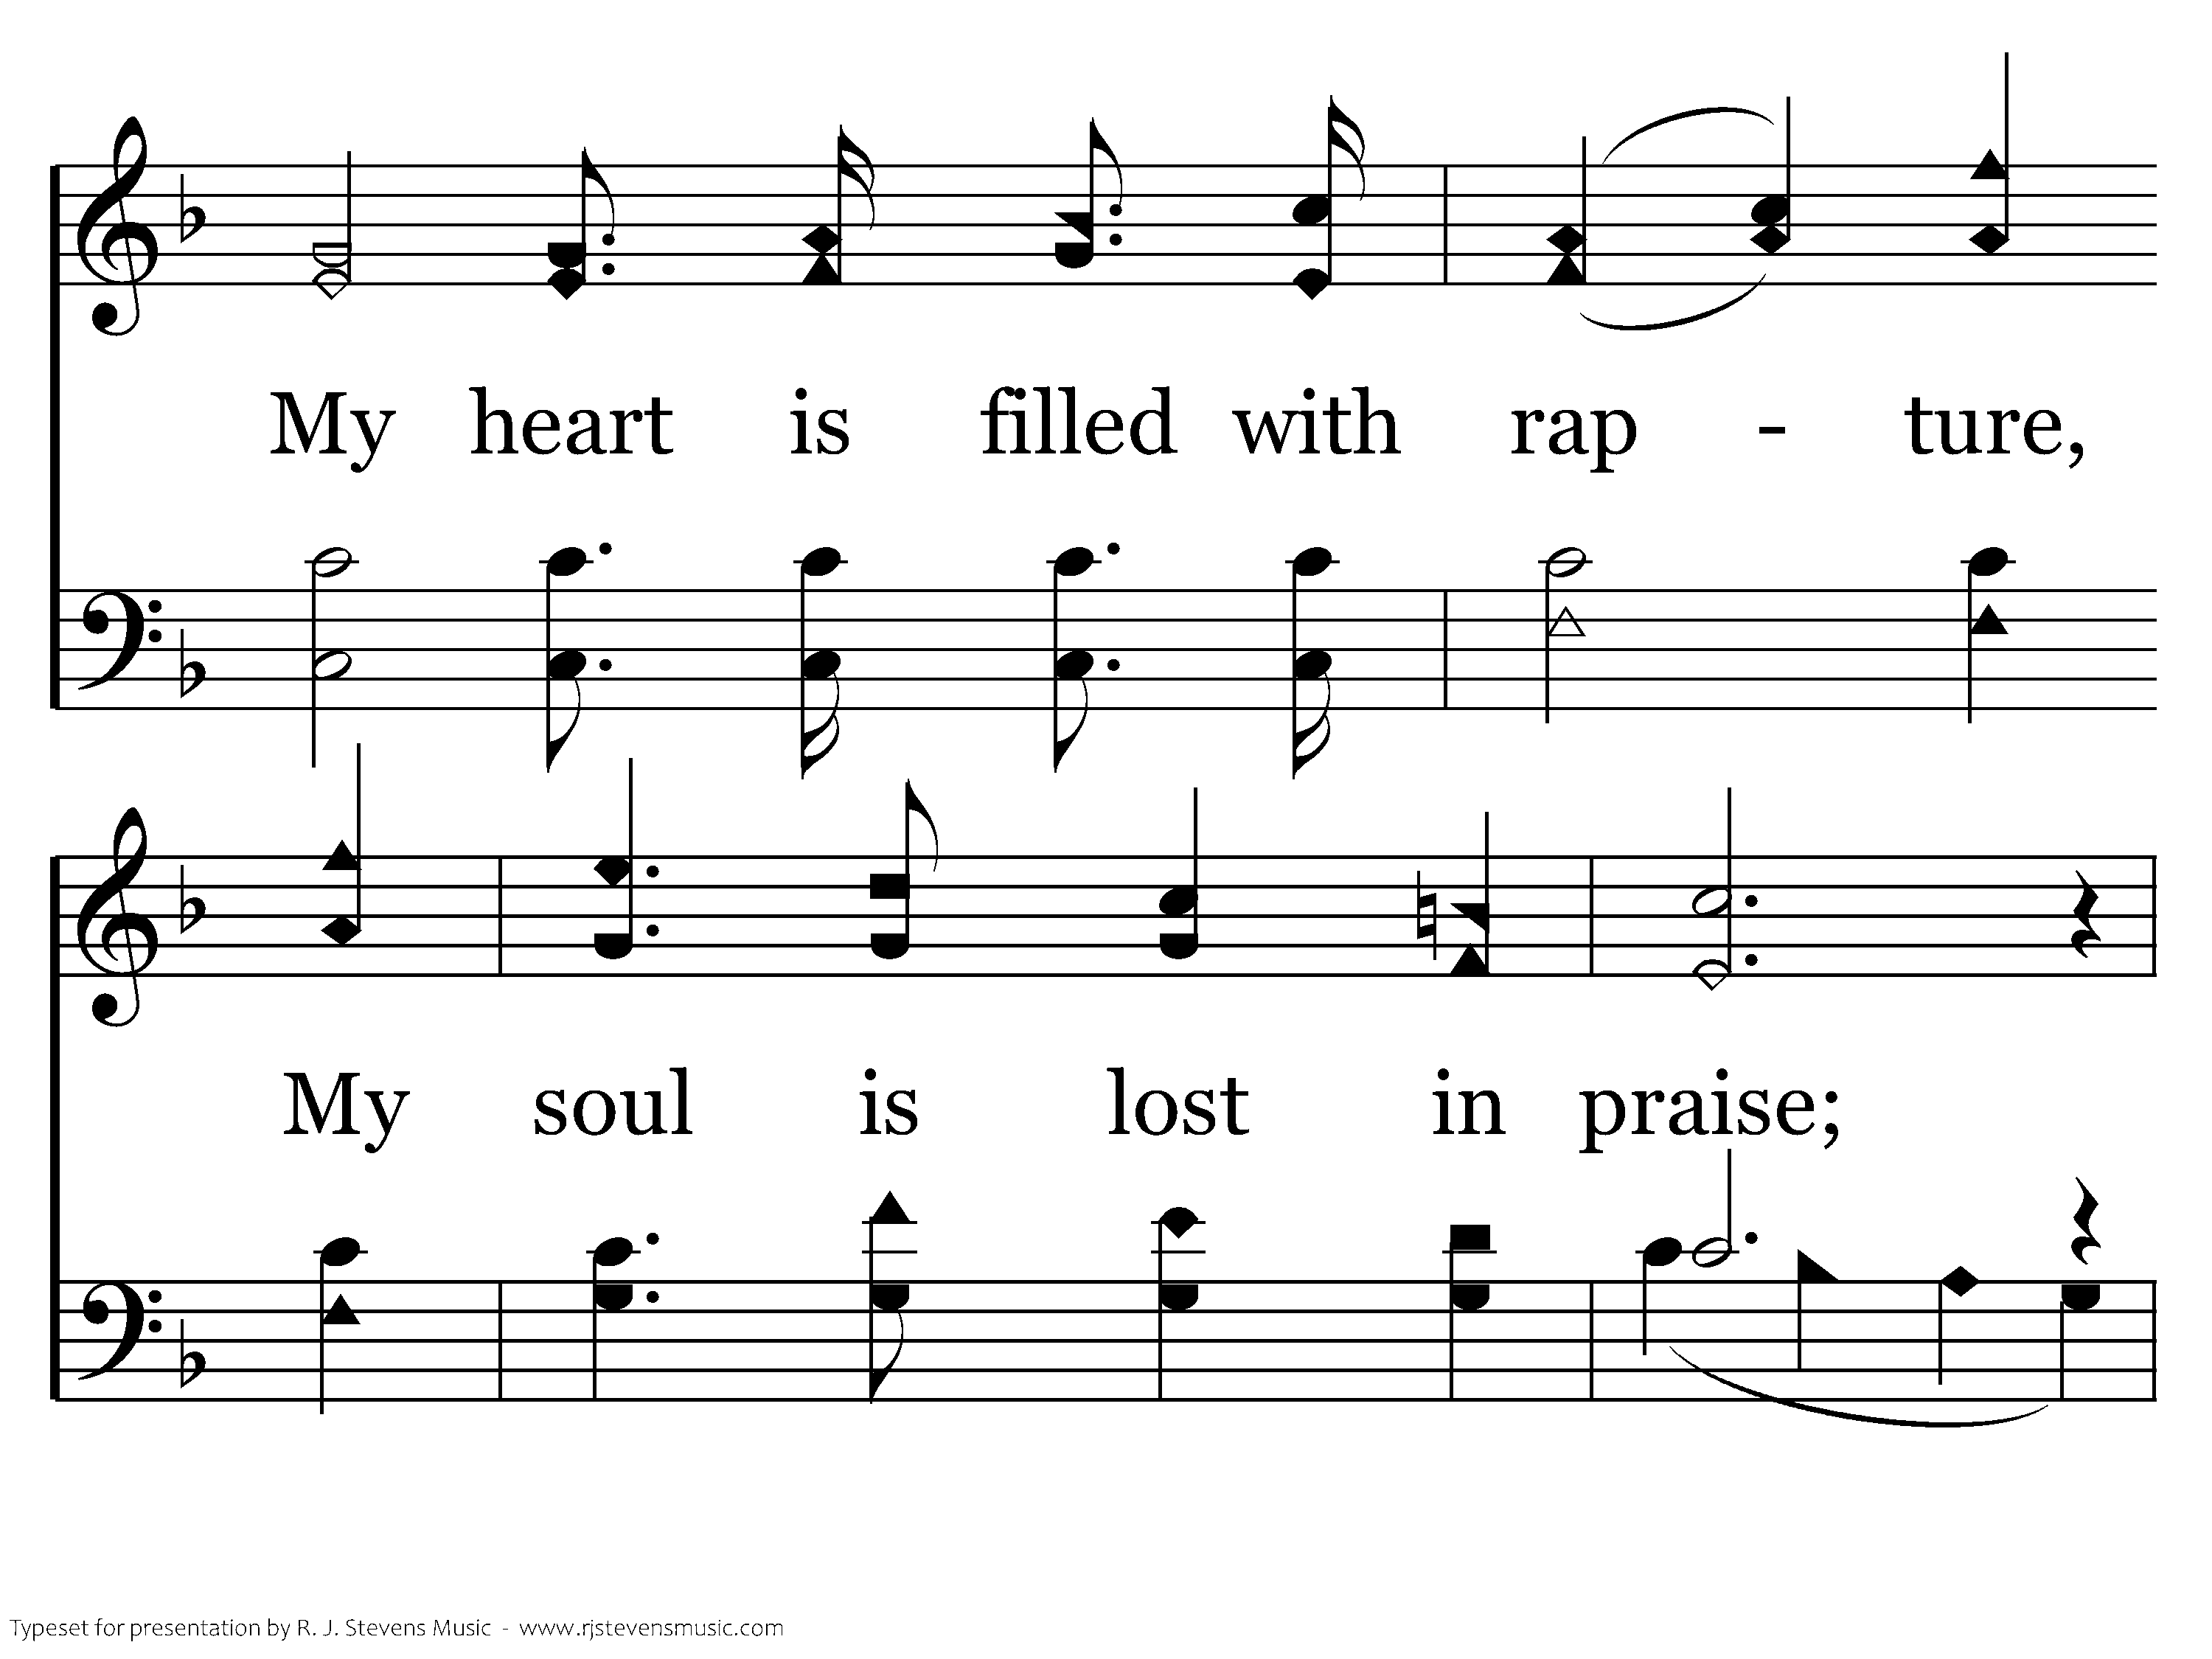 My heart is filled with rap - ture,
My soul is lost in praise;
Typeset for presentation by R. J. Stevens Music - www.rjstevensmusic.com